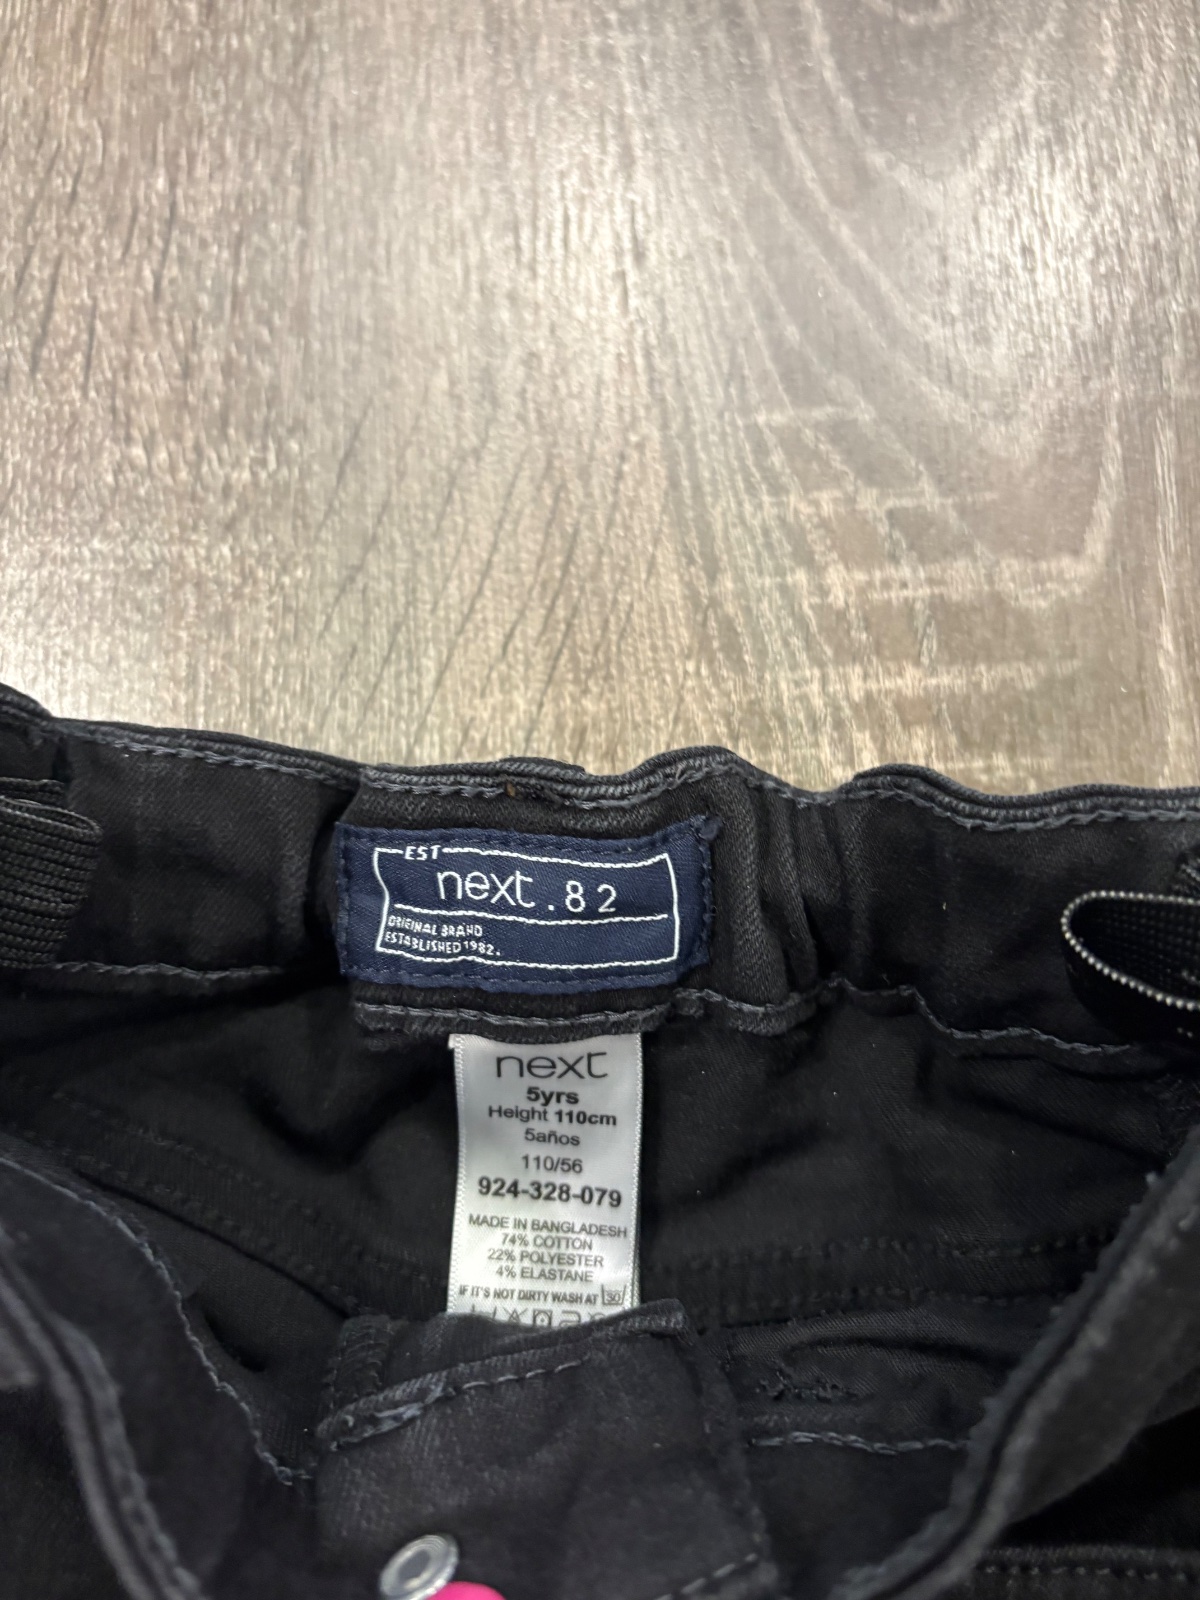 EST
next.82
ORIGINAL BRAND
ESTABLISHED 1982.
next
5yrs
Height 110cm
5años
110/56
924-328-079
MADE IN BANGLADESH
74% COTTON
22% POLYESTER
4% ELASTANE
IF IT'S NOT DIRTY WASH AT 30